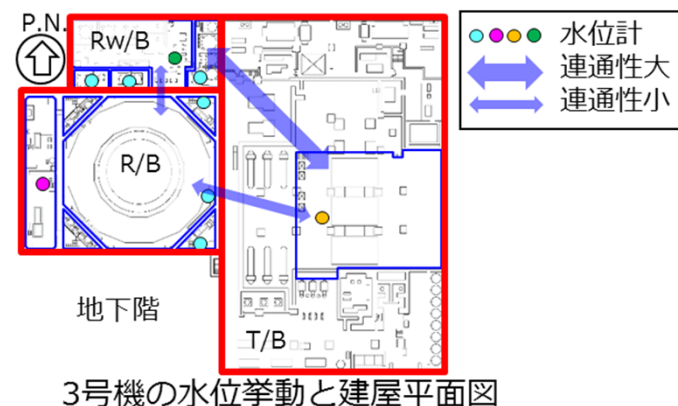 P.N.
Rw/B
水位計
連通性大
連通性小
R/B
地下階
T/B
3号機の水位挙動と建屋平面図